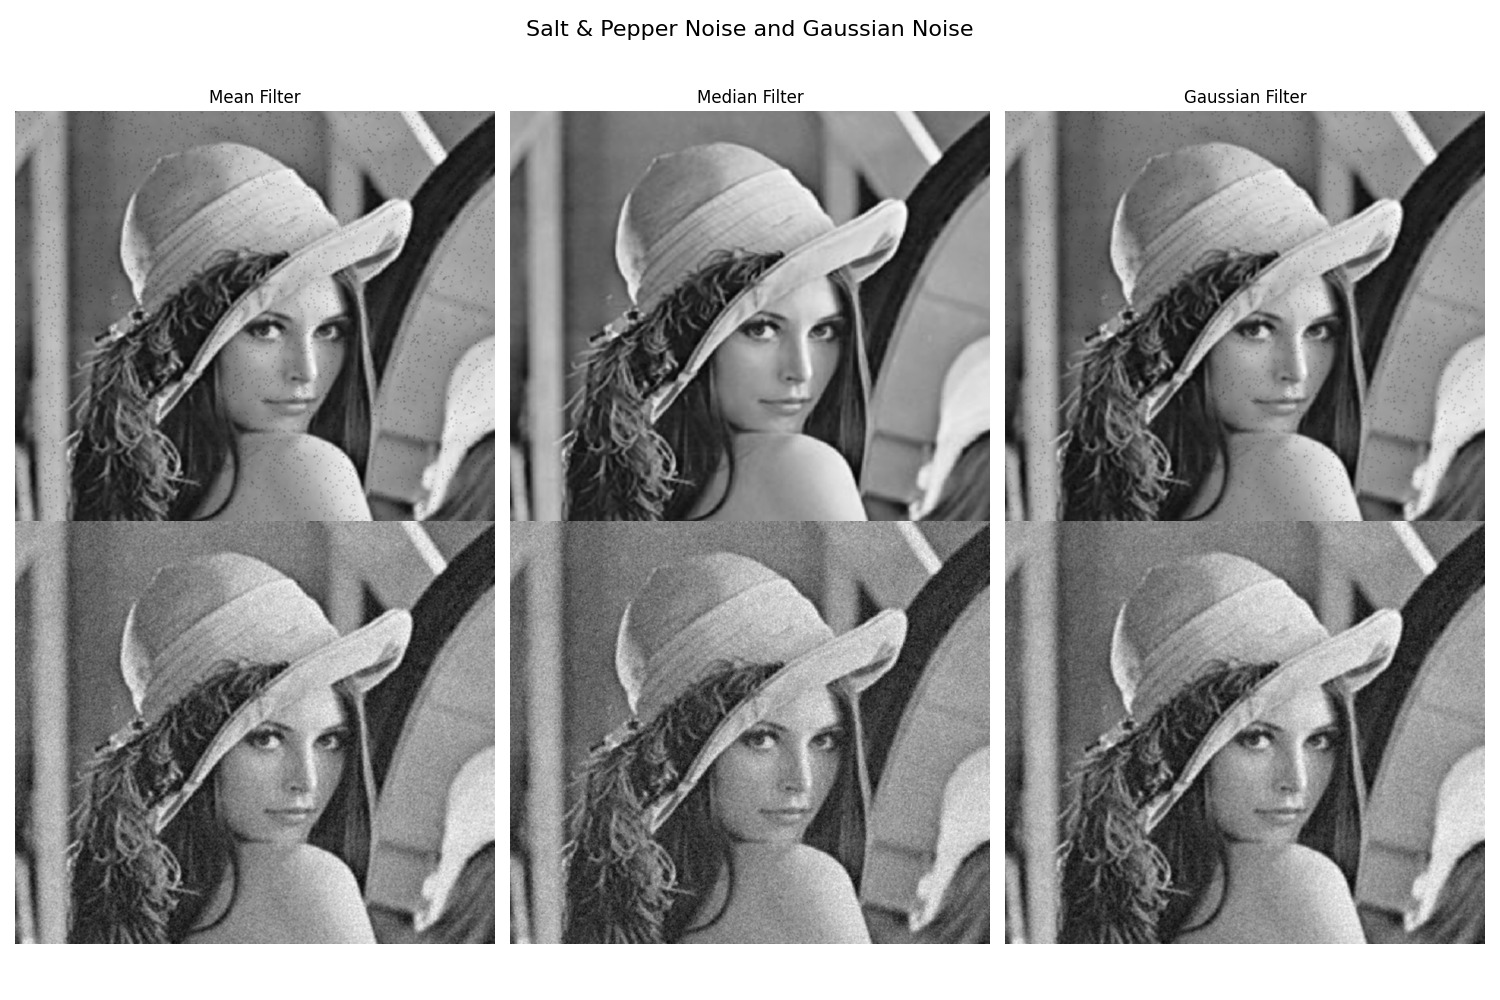 Salt & Pepper Noise and Gaussian Noise
Mean Filter
Median Filter
Gaussian Filter